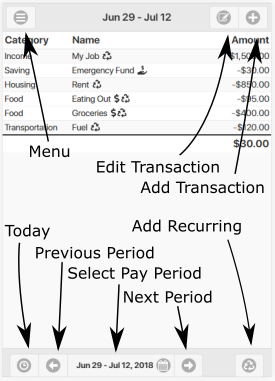 Jun 29 - Jul 12
Category Name Amount
Income My Job $1,500.00
Saving Emergency Fund -$30.00
Housing Rent -$850.00
Food Eating Out $ -$95.00
Food Groceries $ -$400.00
Transportation Fuel -$120.00
$30.00
Menu
Edit Transaction
Add Transaction
Add Recurring
Today
Previous Period
Select Pay Period
Next Period
Jun 29 - Jul 12, 2018